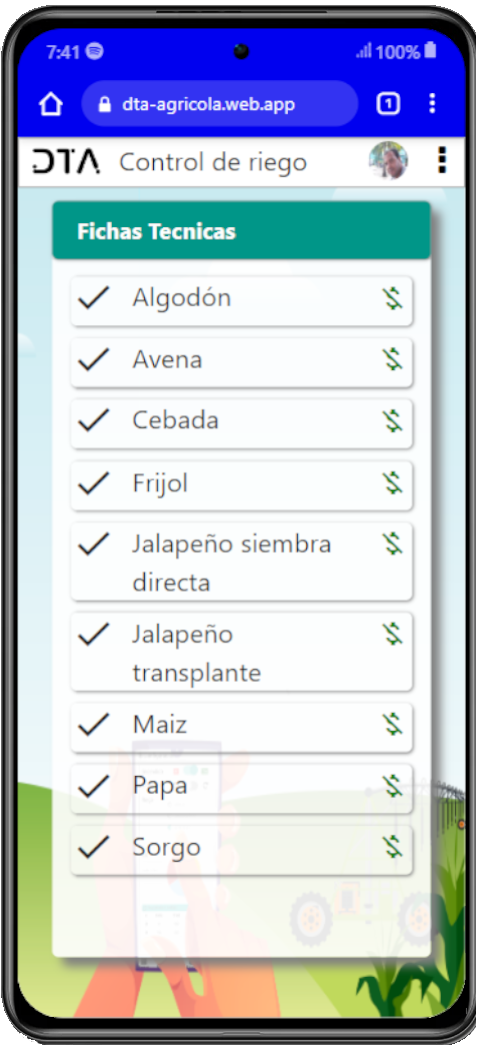 7:41
100%
dta-agricola.web.app
1
DTA Control de riego
Fichas Tecnicas
Algodón
Avena
Cebada
Frijol
Jalapeño siembra
directa
Jalapeño
transplante
Maiz
Papa
Sorgo